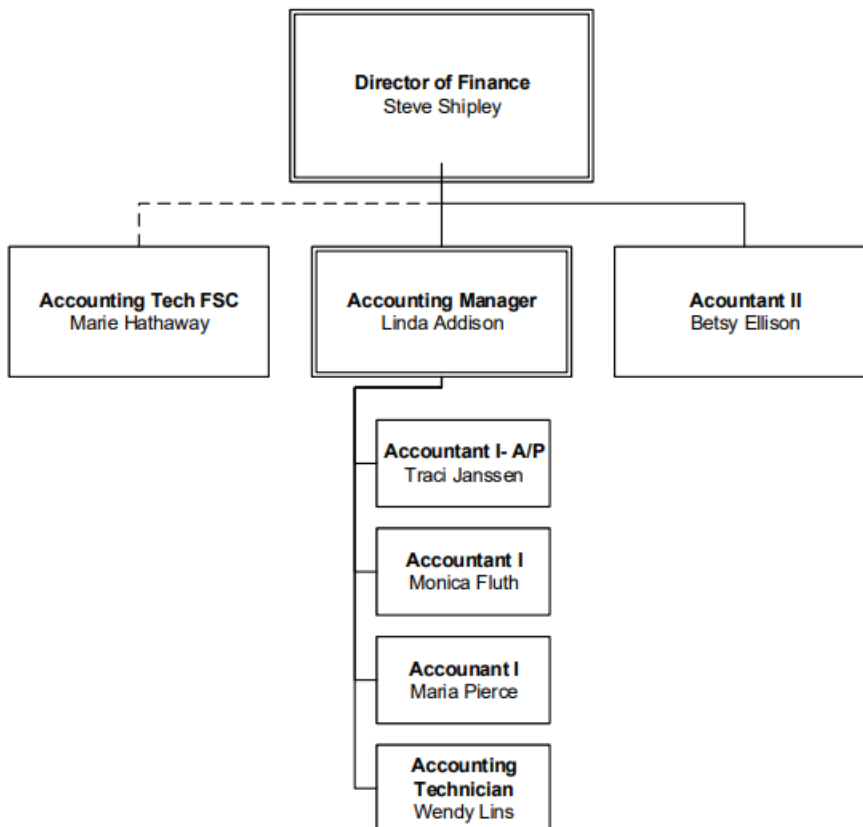 Director of Finance
Steve Shipley
Accounting Tech FSC
Marie Hathaway
Accounting Manager
Linda Addison
Acountant II
Betsy Ellison
Accountant I- A/P
Traci Janssen
Accountant I
Monica Fluth
Accounant I
Maria Pierce
Accounting
Technician
Wendy Lins